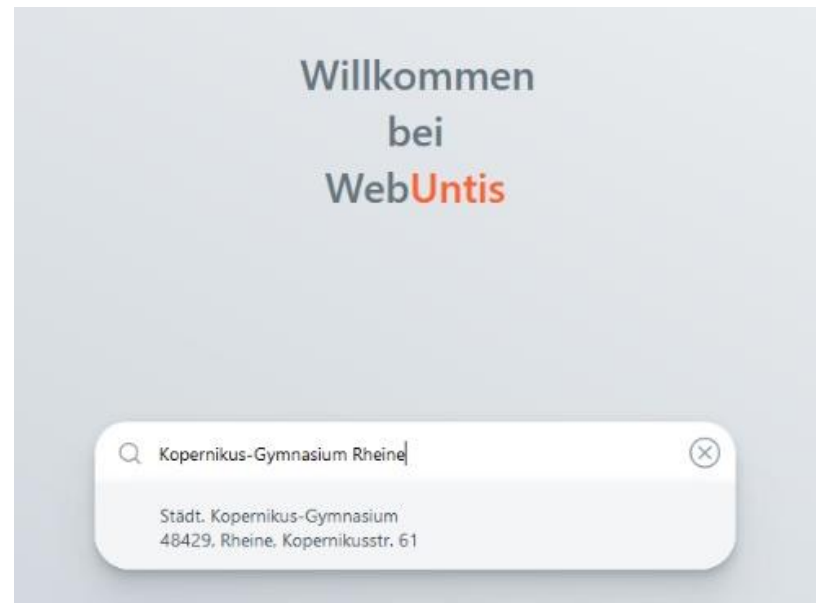 Willkommen
bei
WebUntis
Kopernikus-Gymnasium Rheine
Städt. Kopernikus-Gymnasium
48429, Rheine, Kopernikusstr. 61